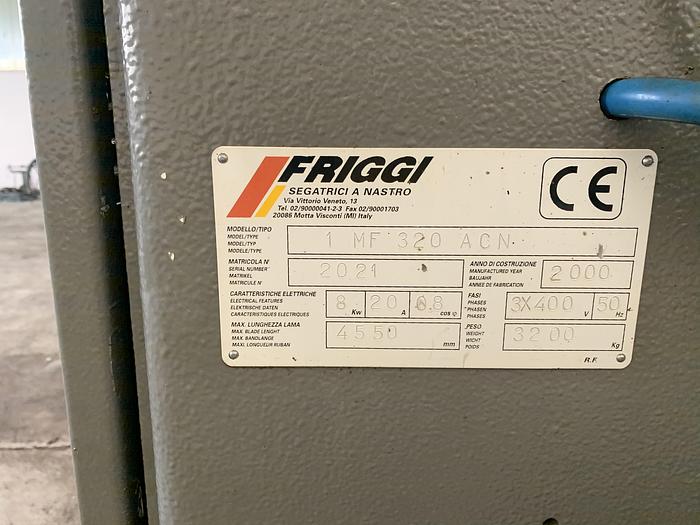 FRIGGI
SEGATRICI A NASTRO
Via Vittorio Veneto, 13
Tel. 02/90000041-2-3 Fax 02/90001703
20086 Motta Visconti (MI) Italy
CE
MODELLO/TIPO
MODEL/TYPE
MODEL/TYP
MODELE/TYPE
1 MF 320 ACN
MATRICOLA N°
SERIAL NUMBER
MATRIKEL
MATRICULE N°
2021
ANNO DI COSTRUZIONE
MANUFACTURED YEAR
BAUJAHR
ANNEE DE FABRICATION
2000
CARATTERISTICHE ELETTRICHE
ELECTRICAL FEATURES
ELEKTRISCHE DATEN
CARACTERISTIQUES ELECTRIQUES
8 Kw 20 A 0.8 cos φ
FASI
PHASES
PHASEN
PHASES
3X400 V 50 Hz
MAX. LUNGHEZZA LAMA
MAX. BLADE LENGHT
MAX. BANDLANGE
MAXI. LONGUEUR RUBAN
4550 mm
PESO
WEIGHT
WICHT
POIDS
3200 Kg
R.F.